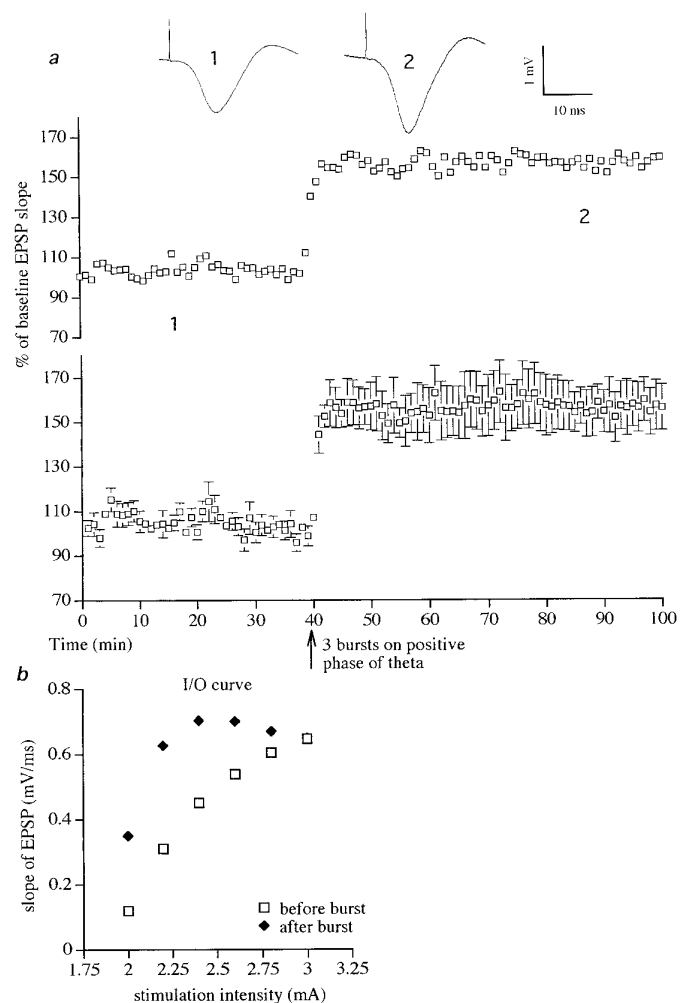 a
1
2
1 mV
10 ms
% of baseline EPSP slope
170
150
130
110
90
70
1
2
170
150
130
110
90
70
0 10 20 30 40 50 60 70 80 90 100
Time (min)
3 bursts on positive
phase of theta
b
I/O curve
slope of EPSP (mV/ms)
0.8
0.6
0.4
0.2
0
before burst
after burst
1.75 2 2.25 2.5 2.75 3 3.25
stimulation intensity (mA)